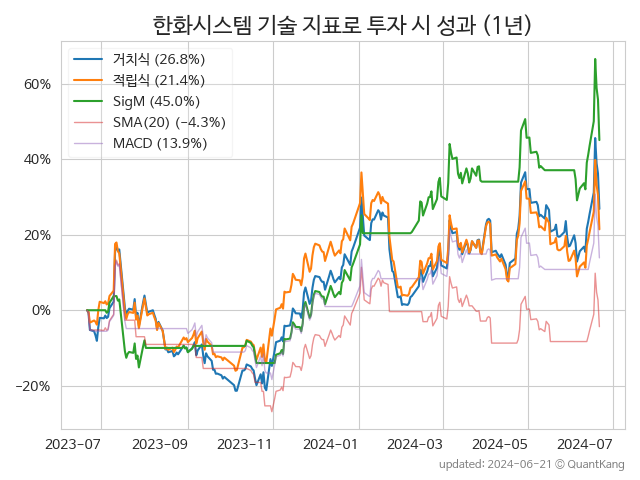 한화시스템 기술 지표로 투자 시 성과 (1년)
거치식 (26.8%)
적립식 (21.4%)
SigM (45.0%)
SMA(20) (−4.3%)
MACD (13.9%)
60%
40%
20%
0%
−20%
2023-07 2023-09 2023-11 2024-01 2024-03 2024-05 2024-07
updated: 2024-06-21 © QuantKang